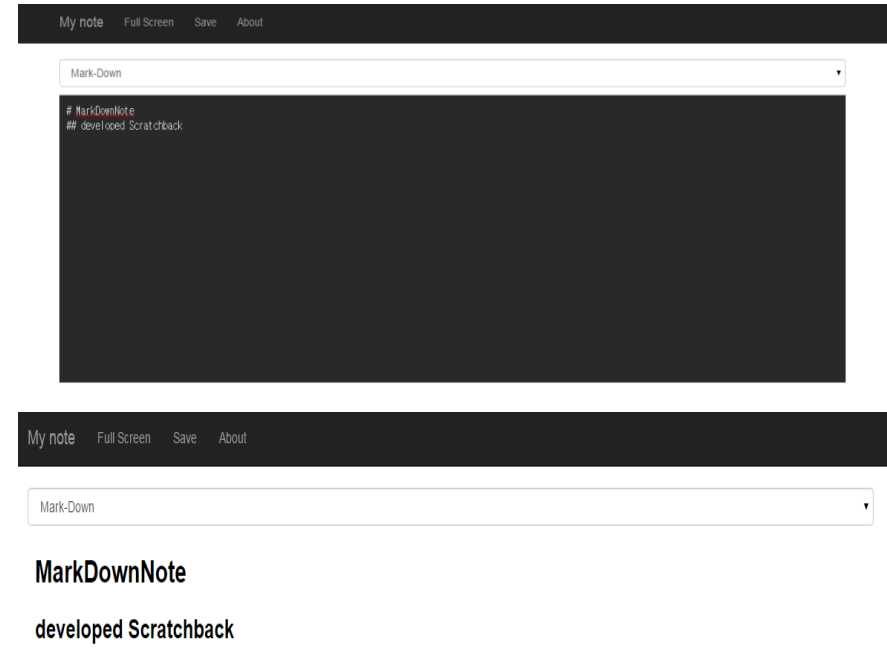 My note Full Screen Save About
Mark-Down
# MarkDownNote
## developed Scratchback
My note Full Screen Save About
Mark-Down
MarkDownNote
developed Scratchback